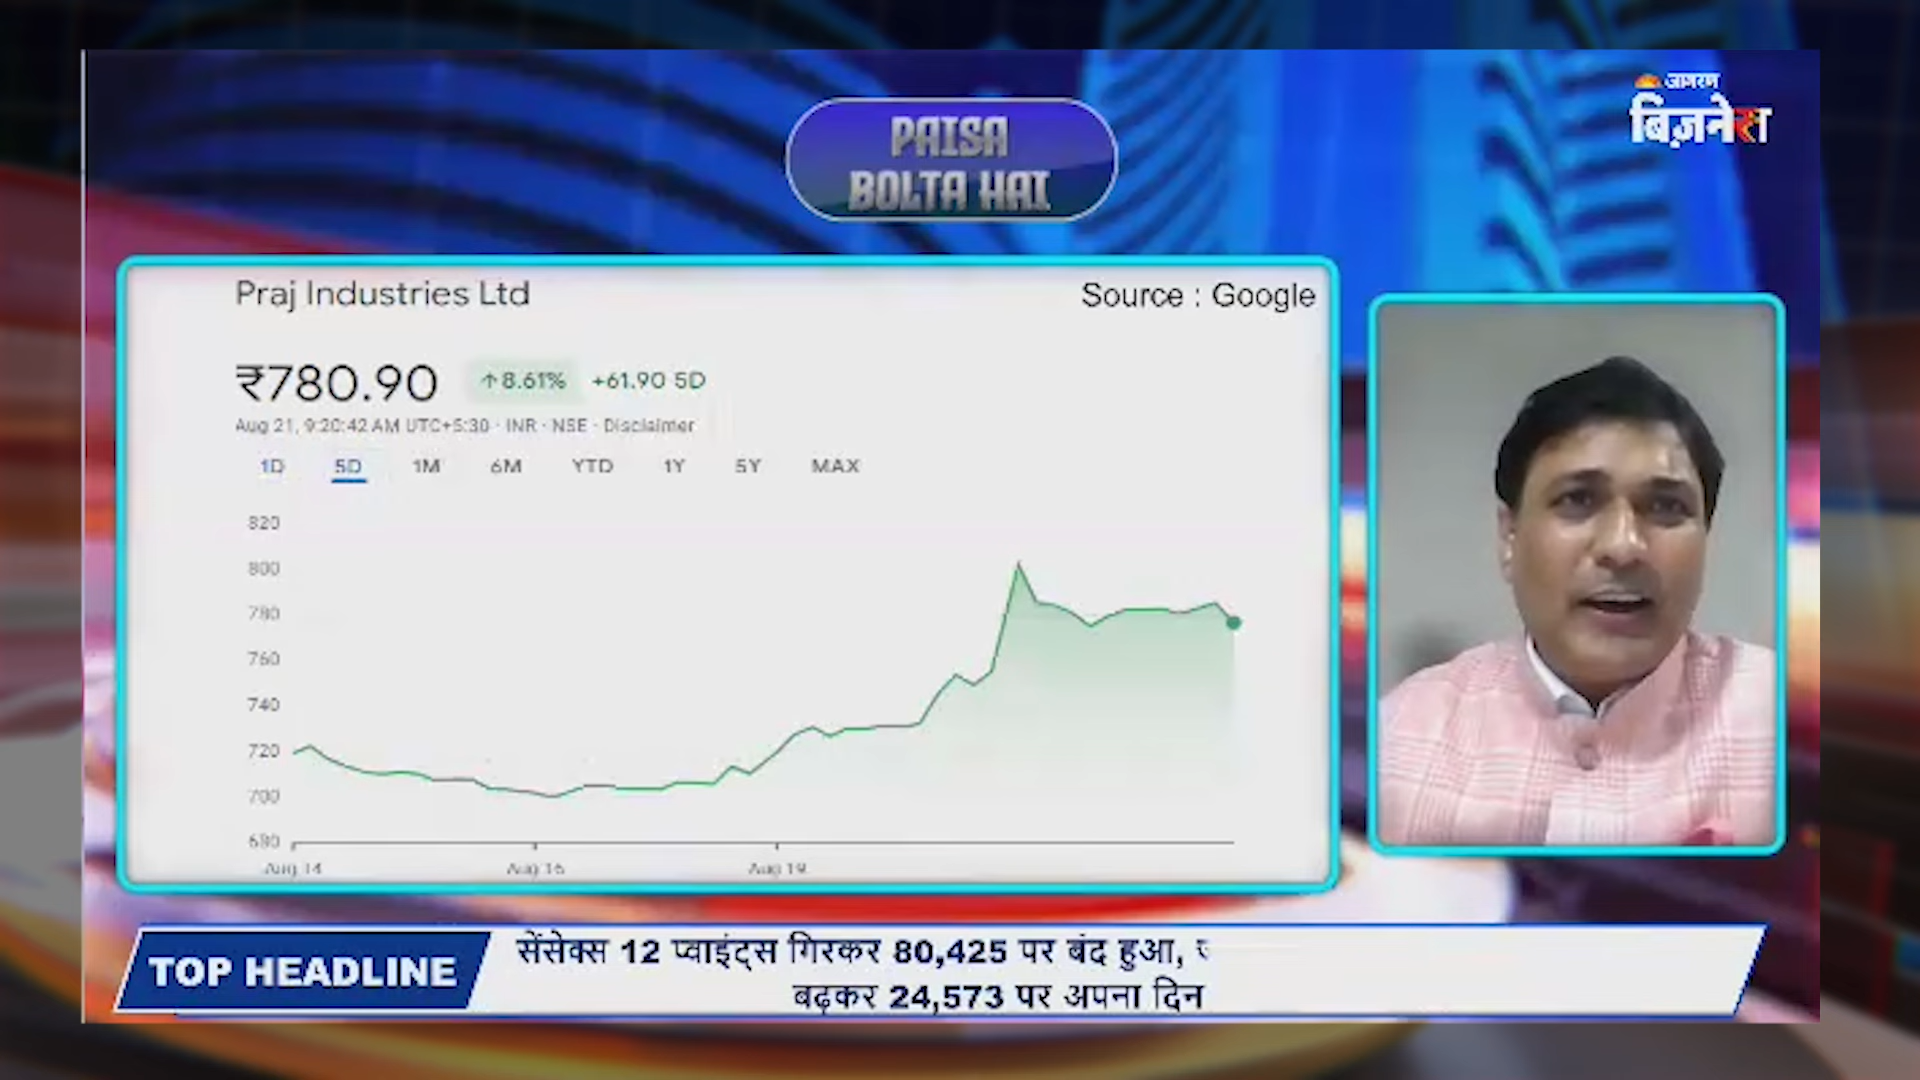 जागरण
बिज़नेस
PAISA
BOLTA HAI
Praj Industries Ltd
Source : Google
₹780.90 ↑8.61% +61.90 5D
Aug 21, 9:20:42 AM UTC+5:30 · INR · NSE · Disclaimer
1D 5D 1M 6M YTD 1Y 5Y MAX
820
800
780
760
740
720
700
680
Aug 14 Aug 16 Aug 19
TOP HEADLINE
सेंसेक्स 12 प्वाइंट्स गिरकर 80,425 पर बंद हुआ,
बढ़कर 24,573 पर अपना दिन